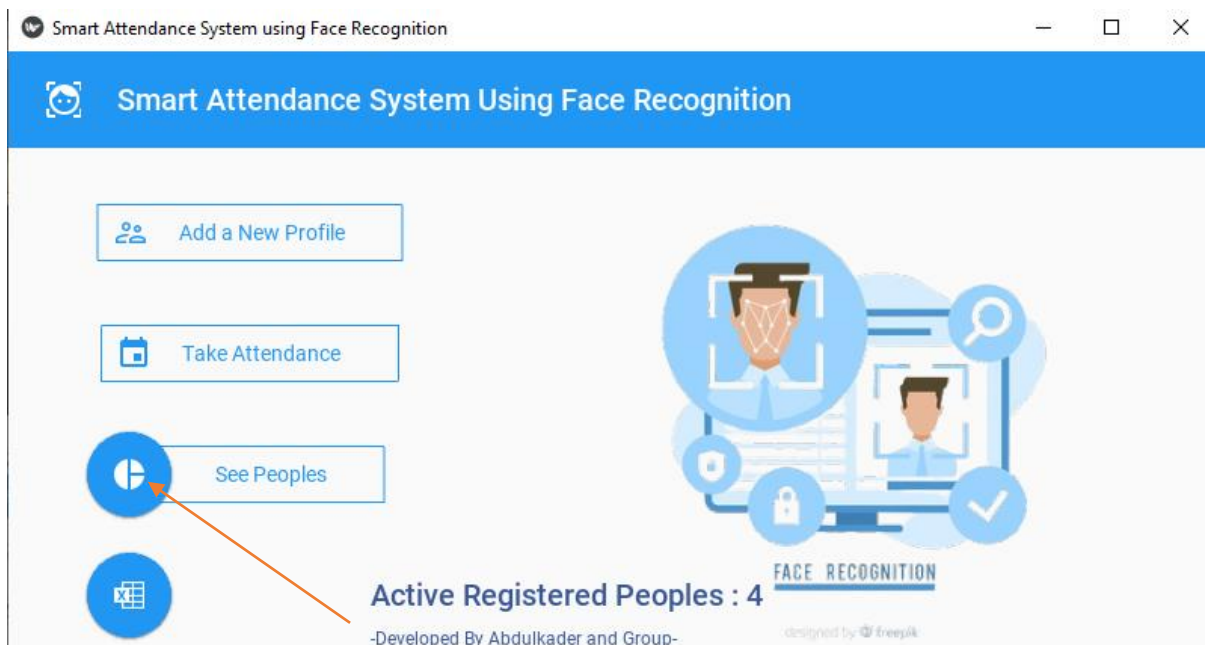 Smart Attendance System using Face Recognition
Smart Attendance System Using Face Recognition
Add a New Profile
Take Attendance
See Peoples
FACE RECOGNITION
Active Registered Peoples : 4
designed by freepik
-Developed By Abdulkader and Group-